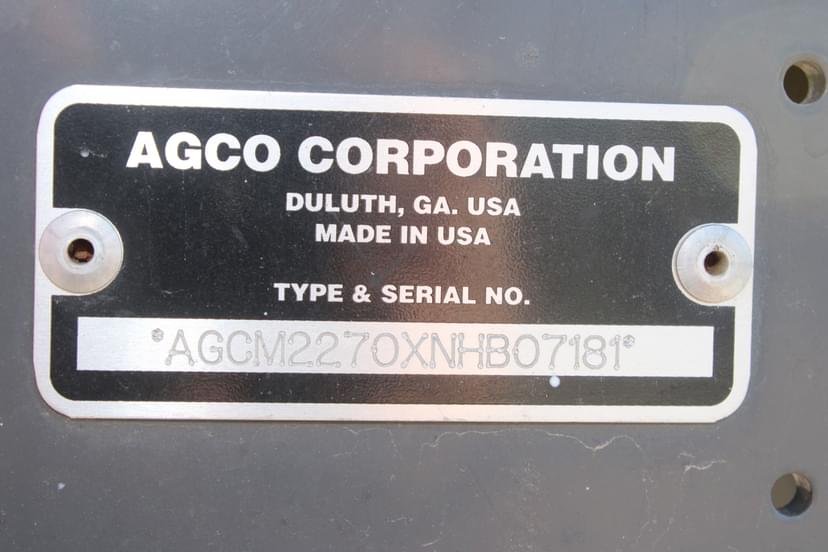 AGCO CORPORATION
DULUTH, GA. USA
MADE IN USA
TYPE & SERIAL NO.
*AGCM2270XNHB07181*